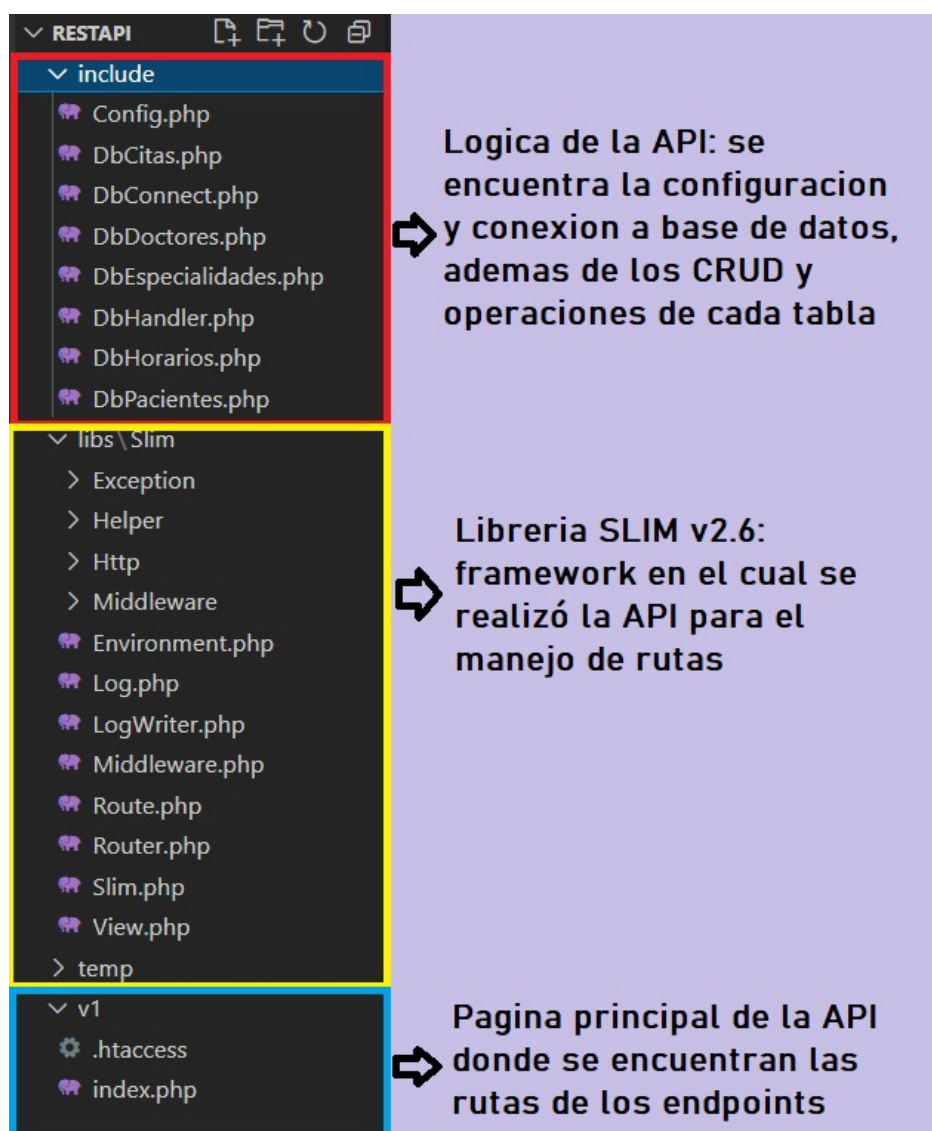 RESTAPI
include
Config.php
DbCitas.php
DbConnect.php
DbDoctores.php
DbEspecialidades.php
DbHandler.php
DbHorarios.php
DbPacientes.php
Logica de la API: se
encuentra la configuracion
y conexion a base de datos,
ademas de los CRUD y
operaciones de cada tabla
libs\Slim
Exception
Helper
Http
Middleware
Environment.php
Log.php
LogWriter.php
Middleware.php
Route.php
Router.php
Slim.php
View.php
temp
Libreria SLIM v2.6:
framework en el cual se
realizó la API para el
manejo de rutas
v1
.htaccess
index.php
Pagina principal de la API
donde se encuentran las
rutas de los endpoints